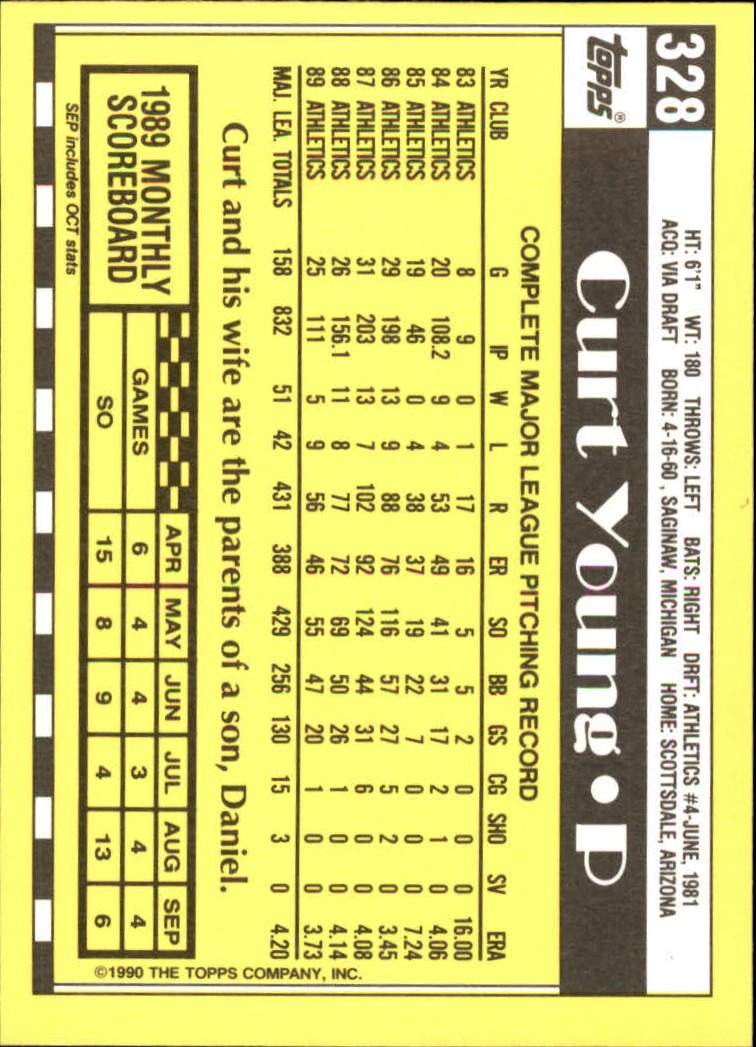 328
HT: 6'1" WT: 180 THROWS: LEFT BATS: RIGHT DRFT: ATHLETICS #4-JUNE, 1981
ACQ: VIA DRAFT BORN: 4-16-60 , SAGINAW, MICHIGAN HOME: SCOTTSDALE, ARIZONA
topps®
Curt Young • P
COMPLETE MAJOR LEAGUE PITCHING RECORD
YR CLUB G IP W L R ER SO BB GS CG SHO SV ERA
83 ATHLETICS 8 9 0 1 17 16 5 5 2 0 0 0 16.00
84 ATHLETICS 20 108.2 9 4 53 49 41 31 17 2 1 0 4.06
85 ATHLETICS 19 46 0 4 38 37 19 22 7 0 0 0 7.24
86 ATHLETICS 29 198 13 9 88 76 116 57 27 5 2 0 3.45
87 ATHLETICS 31 203 13 7 102 92 124 44 31 6 0 0 4.08
88 ATHLETICS 26 156.1 11 8 77 72 69 50 26 1 0 0 4.14
89 ATHLETICS 25 111 5 9 56 46 55 47 20 1 0 0 3.73
MAJ. LEA. TOTALS 158 832 51 42 431 388 429 256 130 15 3 0 4.20
Curt and his wife are the parents of a son, Daniel.
1989 MONTHLY
SCOREBOARD
APR MAY JUN JUL AUG SEP
GAMES 6 4 4 3 4 4
SO 15 8 9 4 13 6
SEP includes OCT stats
©1990 THE TOPPS COMPANY, INC.